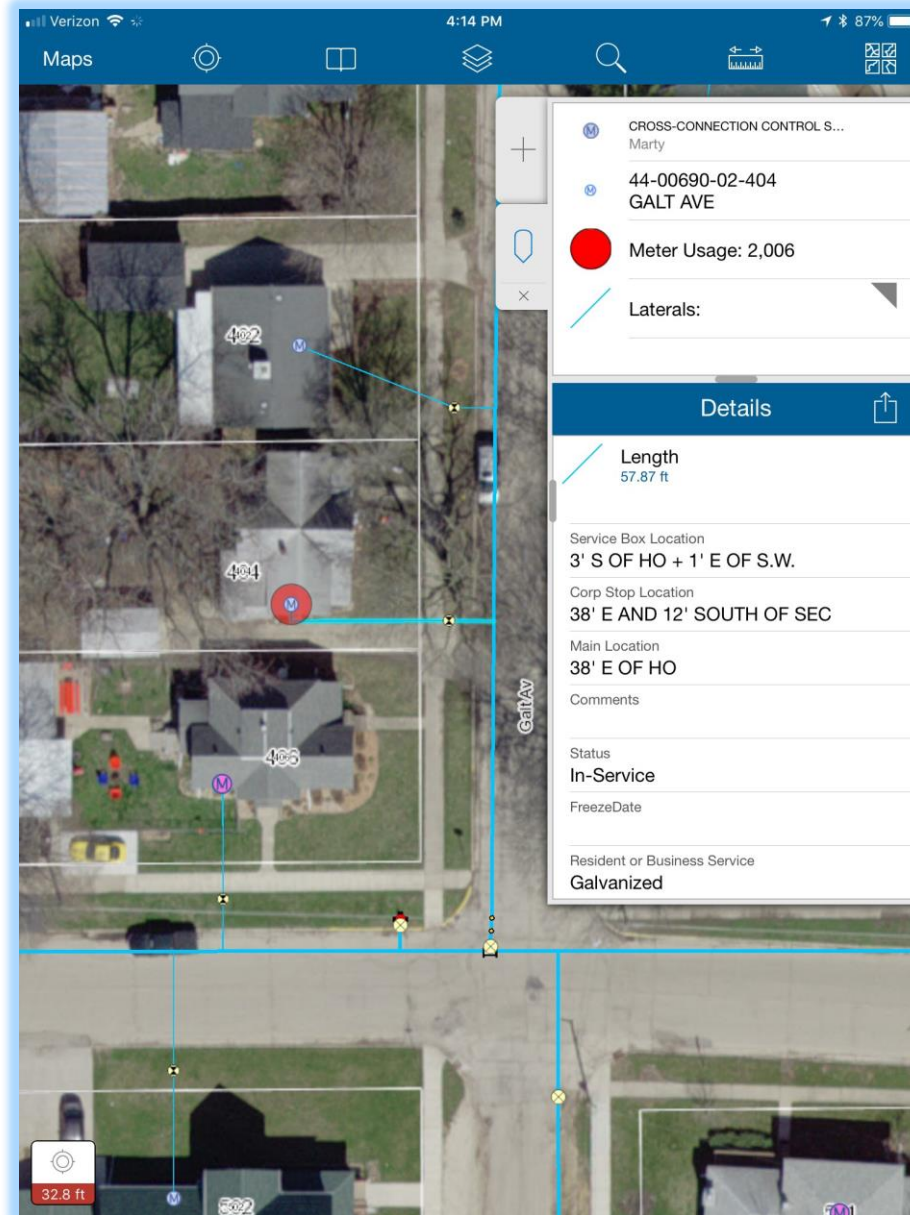 Verizon
4:14 PM
87%
Maps
CROSS-CONNECTION CONTROL S...
Marty
44-00690-02-404
GALT AVE
Meter Usage: 2,006
Laterals:
Details
Length
57.87 ft
Service Box Location
3' S OF HO + 1' E OF S.W.
Corp Stop Location
38' E AND 12' SOUTH OF SEC
Main Location
38' E OF HO
Comments
Status
In-Service
FreezeDate
Resident or Business Service
Galvanized
402
M
404
M
406
M
Galt Av
M
502
M
32.8 ft